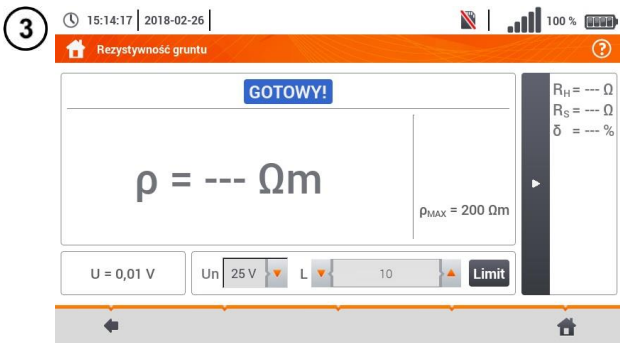 3
15:14:17 2018-02-26 100 %
Rezystywność gruntu ?
GOTOWY!
ρ = --- Ωm
ρMAX = 200 Ωm
RH = --- Ω
RS = --- Ω
δ = --- %
U = 0,01 V
Un 25 V L 10 Limit